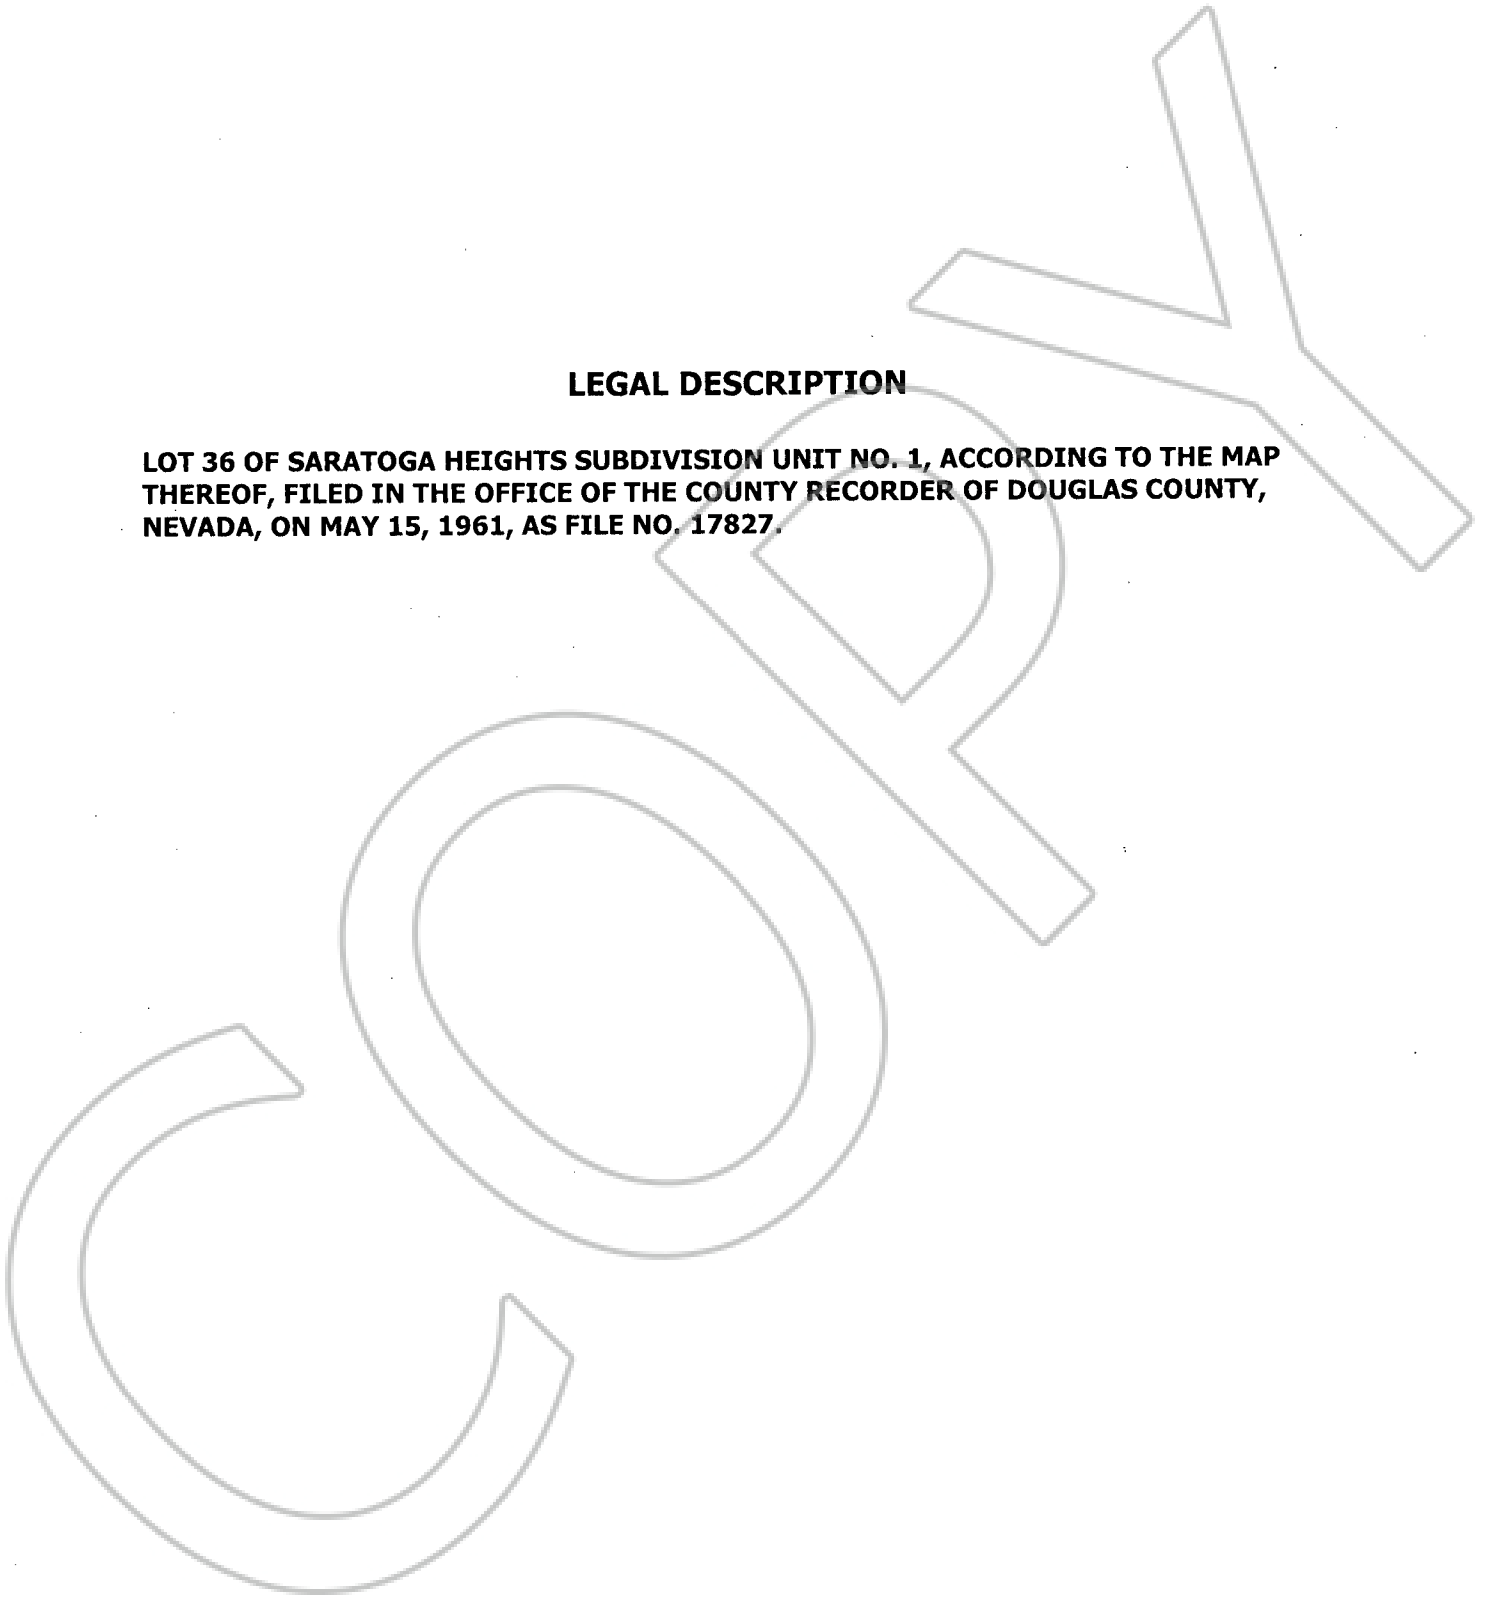 LEGAL DESCRIPTION
LOT 36 OF SARATOGA HEIGHTS SUBDIVISION UNIT NO. 1, ACCORDING TO THE MAP
THEREOF, FILED IN THE OFFICE OF THE COUNTY RECORDER OF DOUGLAS COUNTY,
NEVADA, ON MAY 15, 1961, AS FILE NO. 17827.
COPY